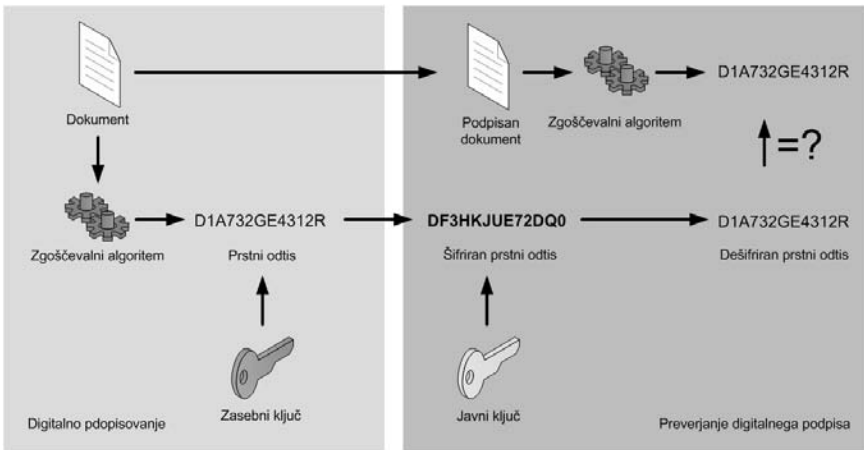 Dokument
Zgoščevalni algoritem
D1A732GE4312R
Prstni odtis
Zasebni ključ
Digitalno pdopisovanje
Podpisan
dokument
Zgoščevalni algoritem
D1A732GE4312R
=?
DF3HKJUE72DQ0
Šifriran prstni odtis
D1A732GE4312R
Dešifriran prstni odtis
Javni ključ
Preverjanje digitalnega podpisa